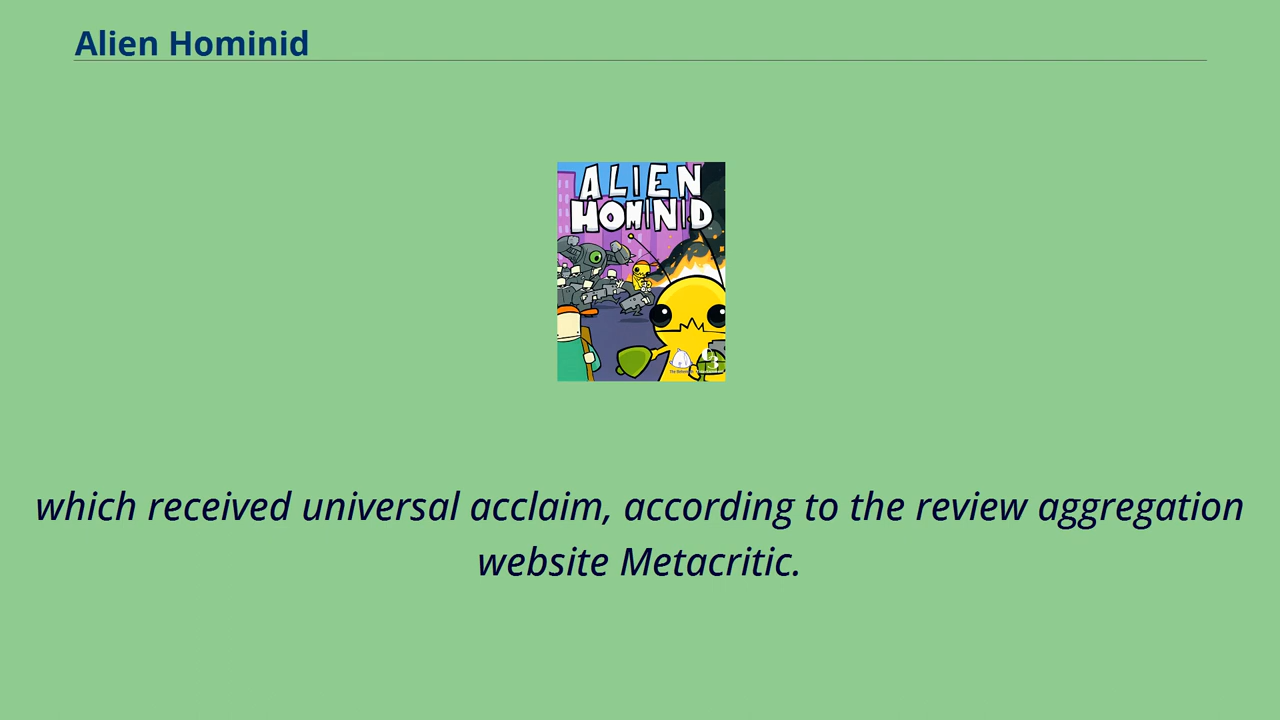 Alien Hominid
ALIEN
HOMINID
which received universal acclaim, according to the review aggregation
website Metacritic.